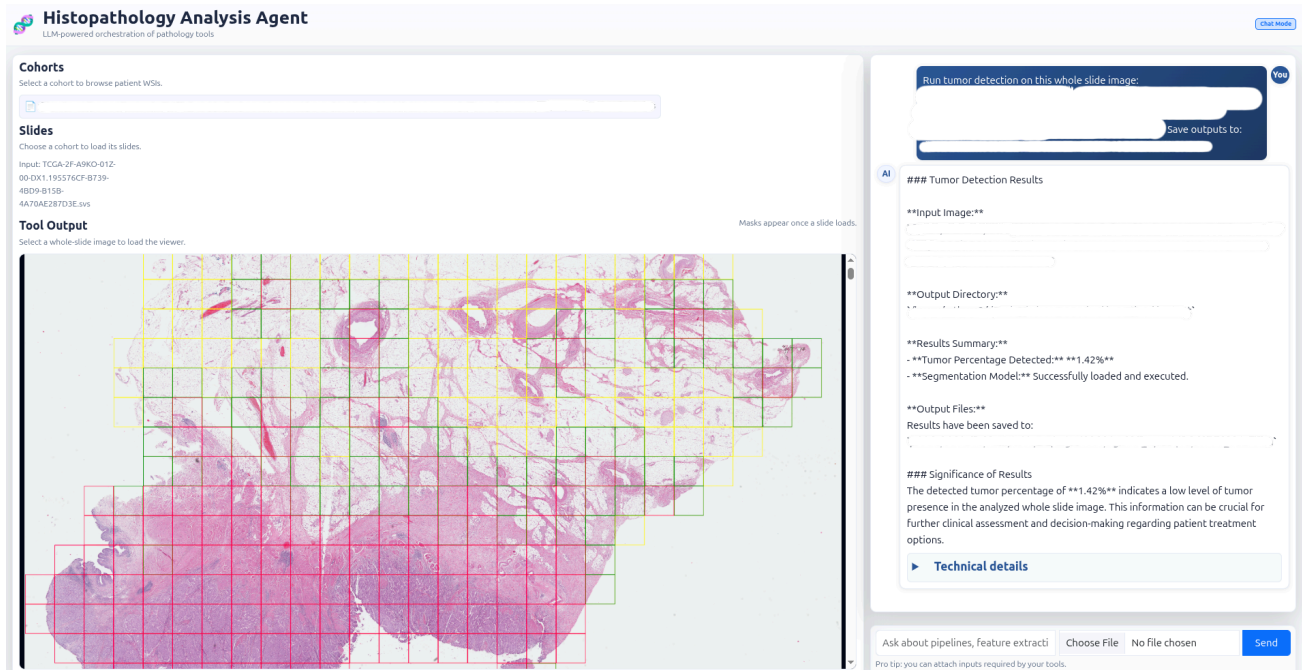 Histopathology Analysis Agent
LLM-powered orchestration of pathology tools
Chat Mode
Cohorts
Select a cohort to browse patient WSIs.
Slides
Choose a cohort to load its slides.
Input: TCGA-2F-A9KO-01Z-
00-DX1.195576CF-B739-
4BD9-B15B-
4A70AE287D3E.svs
Tool Output
Masks appear once a slide loads.
Select a whole-slide image to load the viewer.
You
Run tumor detection on this whole slide image:
Save outputs to:
AI
### Tumor Detection Results
**Input Image:**
**Output Directory:**
**Results Summary:**
- **Tumor Percentage Detected:** **1.42%**
- **Segmentation Model:** Successfully loaded and executed.
**Output Files:**
Results have been saved to:
### Significance of Results
The detected tumor percentage of **1.42%** indicates a low level of tumor
presence in the analyzed whole slide image. This information can be crucial for
further clinical assessment and decision-making regarding patient treatment
options.
Technical details
Ask about pipelines, feature extracti
Choose File
No file chosen
Send
Pro tip: you can attach inputs required by your tools.